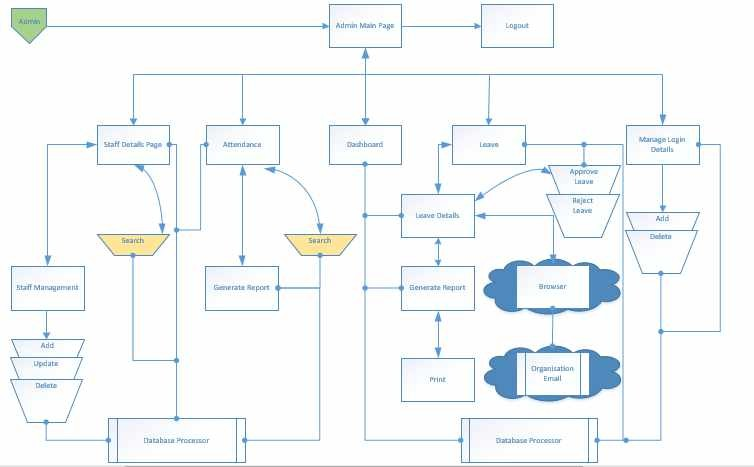 Admin
Admin Main Page
Logout
Staff Details Page
Attendance
Dashboard
Leave
Manage Login
Details
Approve
Leave
Reject
Leave
Leave Details
Add
Delete
Search
Search
Staff Management
Generate Report
Generate Report
Browser
Add
Update
Delete
Print
Organisation
Email
Database Processor
Database Processor